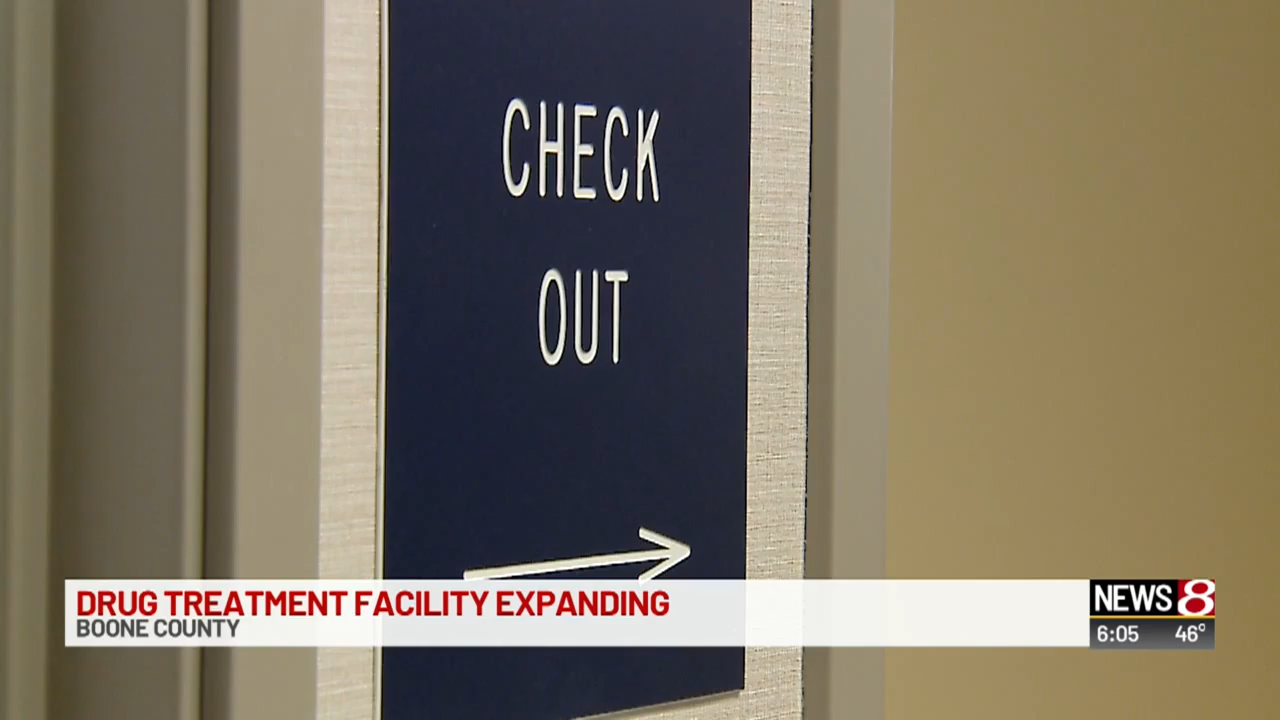 CHECK
OUT
DRUG TREATMENT FACILITY EXPANDING
BOONE COUNTY
NEWS 8
6:05 46°